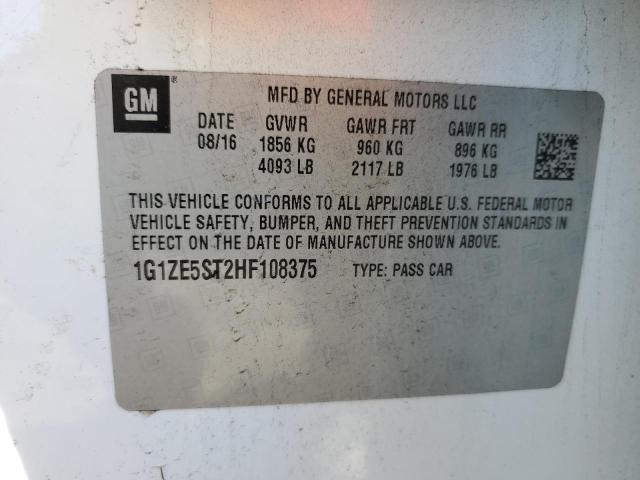 GM ®
MFD BY GENERAL MOTORS LLC
DATE GVWR GAWR FRT GAWR RR
08/16 1856 KG 960 KG 896 KG
4093 LB 2117 LB 1976 LB
THIS VEHICLE CONFORMS TO ALL APPLICABLE U.S. FEDERAL MOTOR
VEHICLE SAFETY, BUMPER, AND THEFT PREVENTION STANDARDS IN
EFFECT ON THE DATE OF MANUFACTURE SHOWN ABOVE.
1G1ZE5ST2HF108375 TYPE: PASS CAR